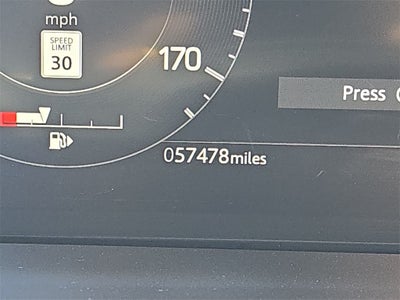 mph
SPEED
LIMIT
30
170
Press
057478miles